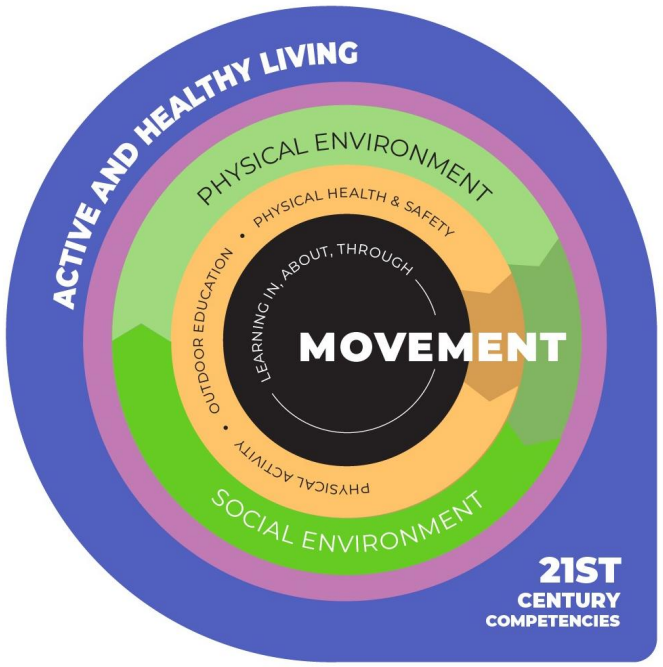 ACTIVE AND HEALTHY LIVING
PHYSICAL ENVIRONMENT
PHYSICAL HEALTH & SAFETY
•
OUTDOOR EDUCATION
•
PHYSICAL ACTIVITY
LEARNING IN, ABOUT, THROUGH
MOVEMENT
SOCIAL ENVIRONMENT
21ST
CENTURY
COMPETENCIES